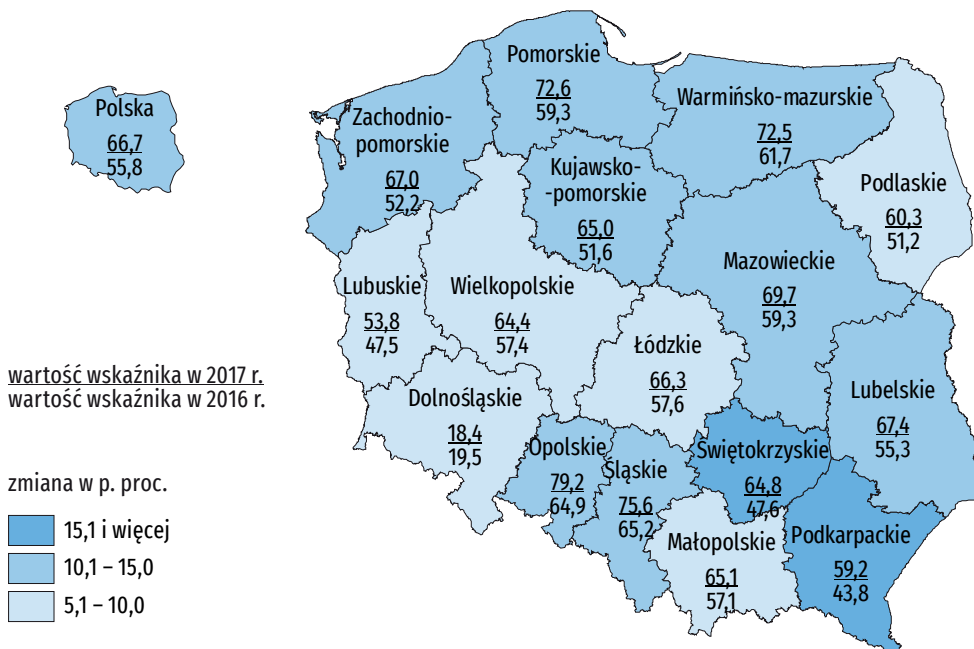 Polska
66,7
55,8
Pomorskie
72,6
59,3
Warmińsko-mazurskie
72,5
61,7
Zachodnio-
pomorskie
67,0
52,2
Kujawsko-
-pomorskie
65,0
51,6
Podlaskie
60,3
51,2
Mazowieckie
69,7
59,3
Lubuskie
53,8
47,5
Wielkopolskie
64,4
57,4
Łódzkie
66,3
57,6
Lubelskie
67,4
55,3
Dolnośląskie
18,4
19,5
Opolskie
79,2
64,9
Śląskie
75,6
65,2
Świętokrzyskie
64,8
47,6
Małopolskie
65,1
57,1
Podkarpackie
59,2
43,8
wartość wskaźnika w 2017 r.
wartość wskaźnika w 2016 r.
zmiana w p. proc.
15,1 i więcej
10,1 – 15,0
5,1 – 10,0